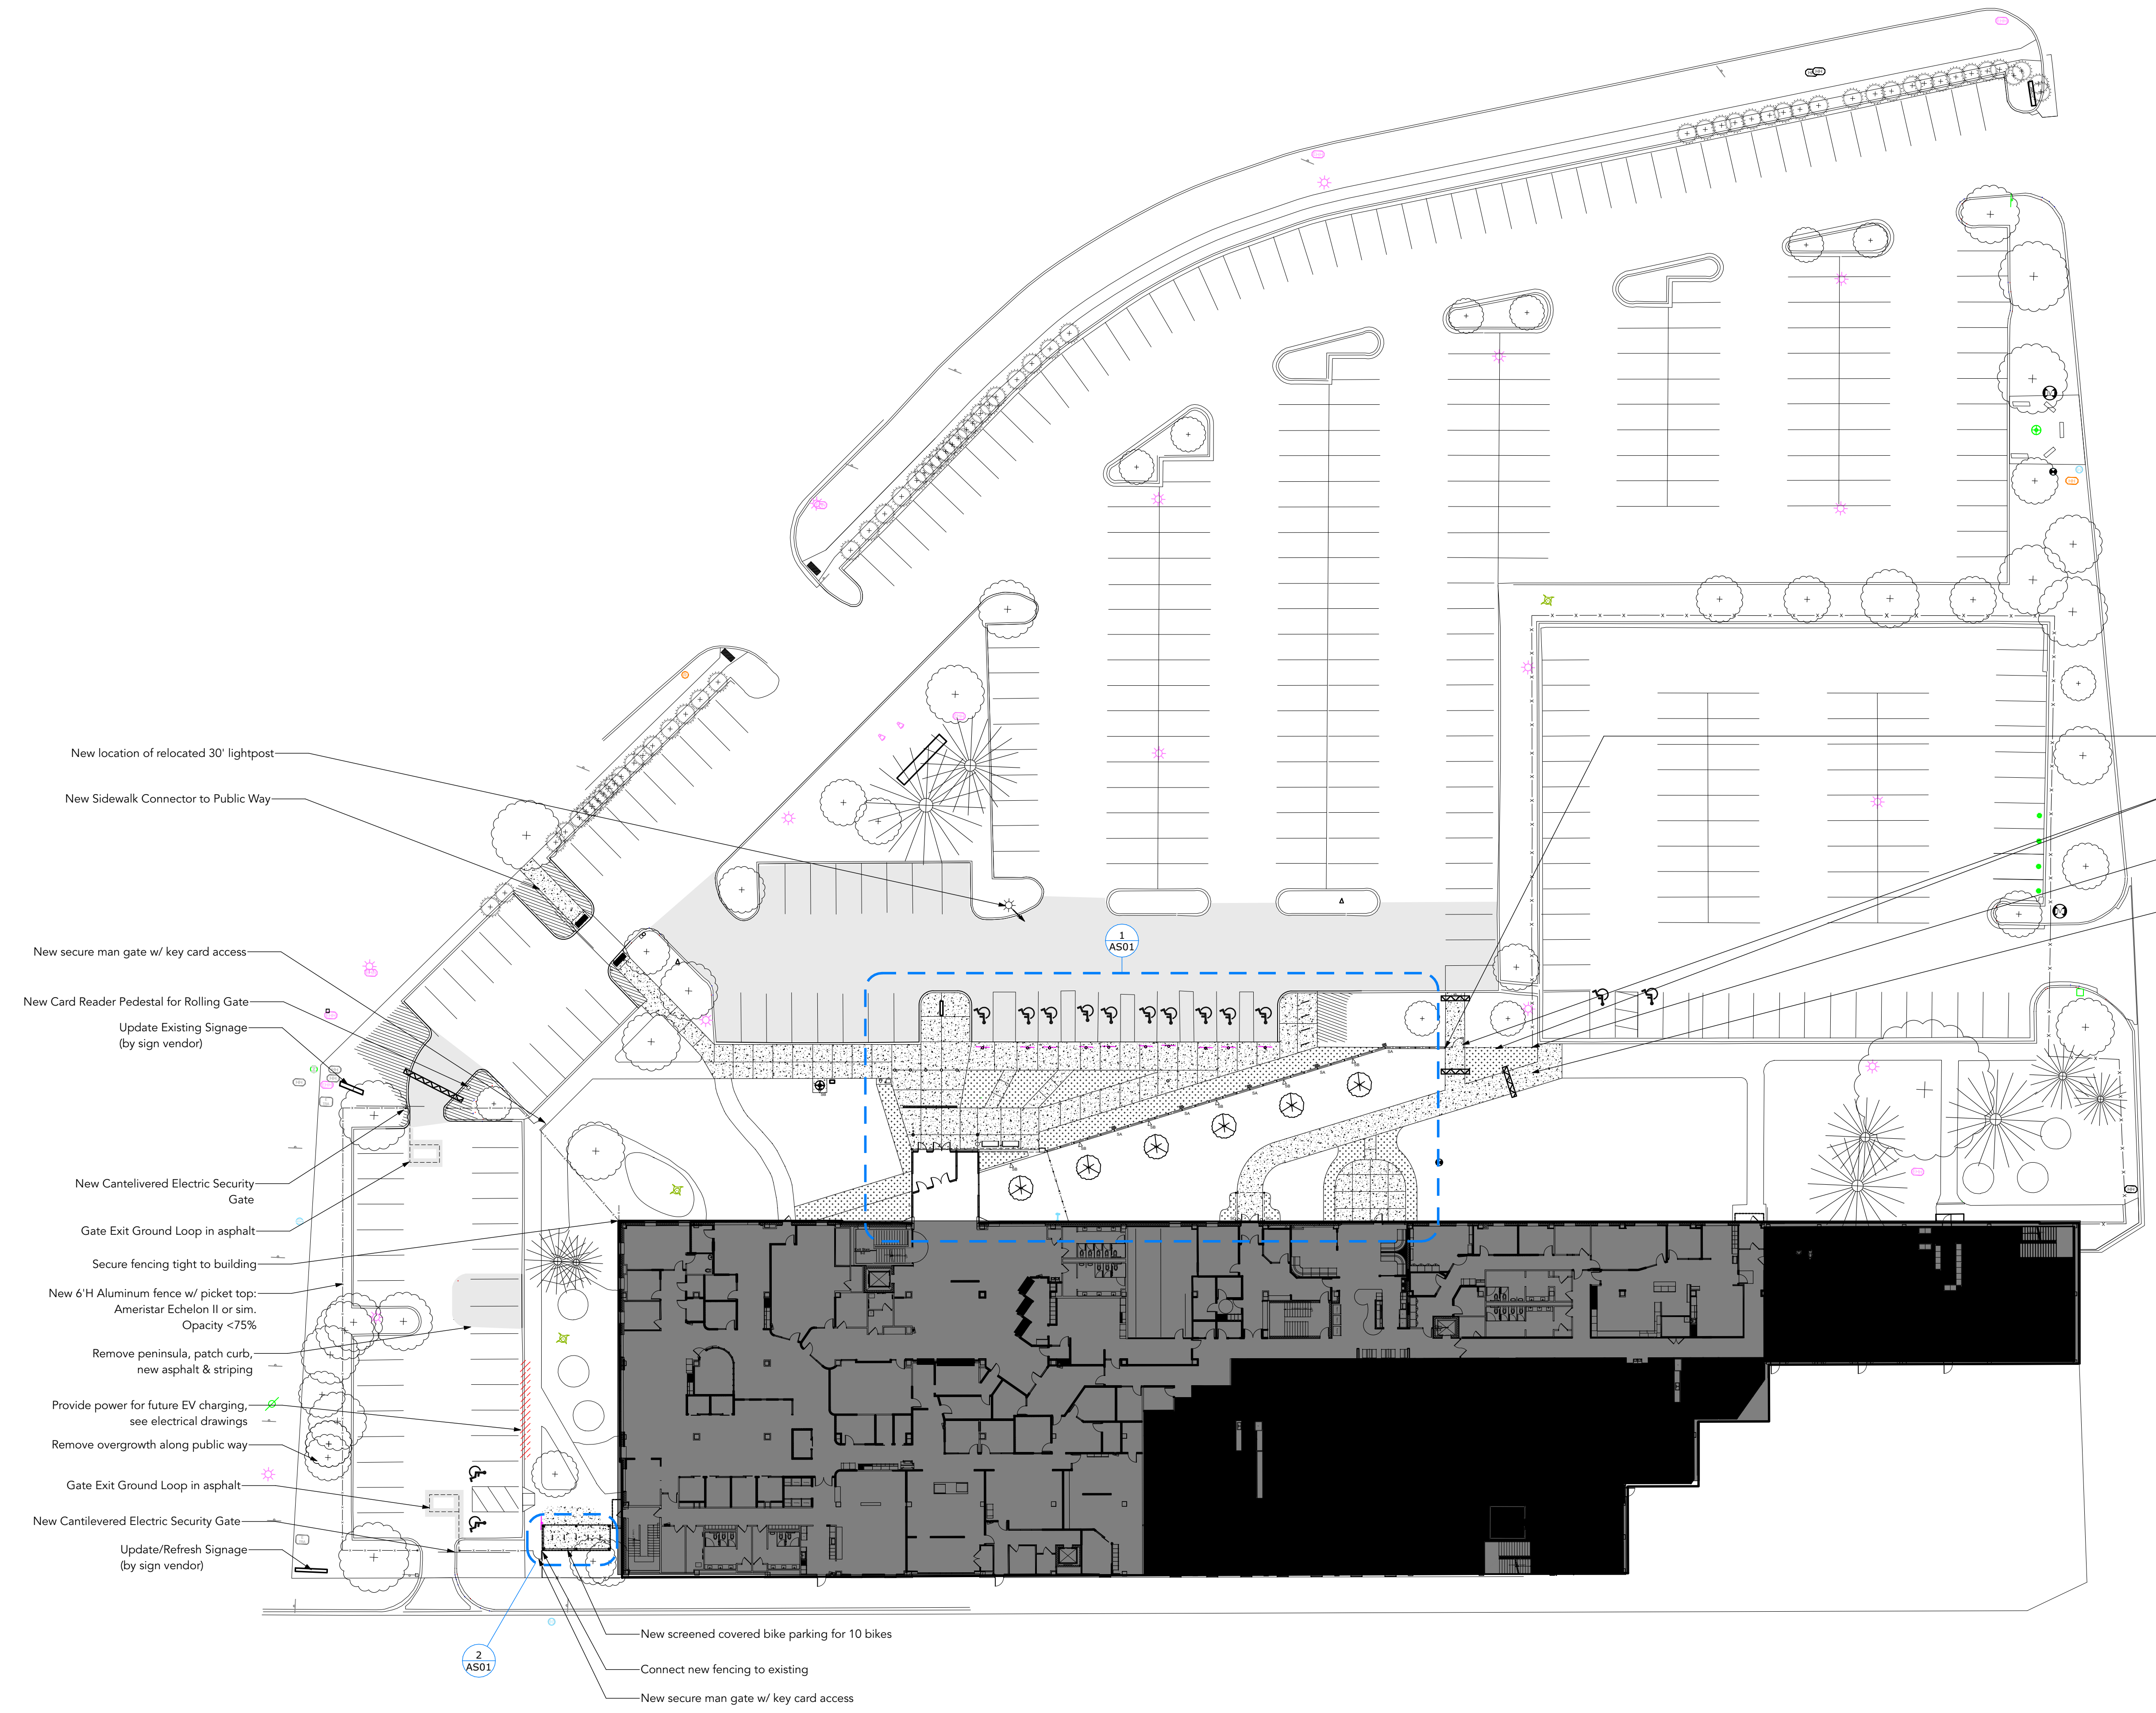 New location of relocated 30' lightpost
New Sidewalk Connector to Public Way
1
AS01
New secure man gate w/ key card access
New Card Reader Pedestal for Rolling Gate
Update Existing Signage
(by sign vendor)
New Cantelivered Electric Security
Gate
Gate Exit Ground Loop in asphalt
Secure fencing tight to building
New 6'H Aluminum fence w/ picket top:
Ameristar Echelon II or sim.
Opacity <75%
Remove peninsula, patch curb,
new asphalt & striping
Provide power for future EV charging,
see electrical drawings
Remove overgrowth along public way
Gate Exit Ground Loop in asphalt
New Cantilevered Electric Security Gate
Update/Refresh Signage
(by sign vendor)
New screened covered bike parking for 10 bikes
2
AS01
Connect new fencing to existing
New secure man gate w/ key card access